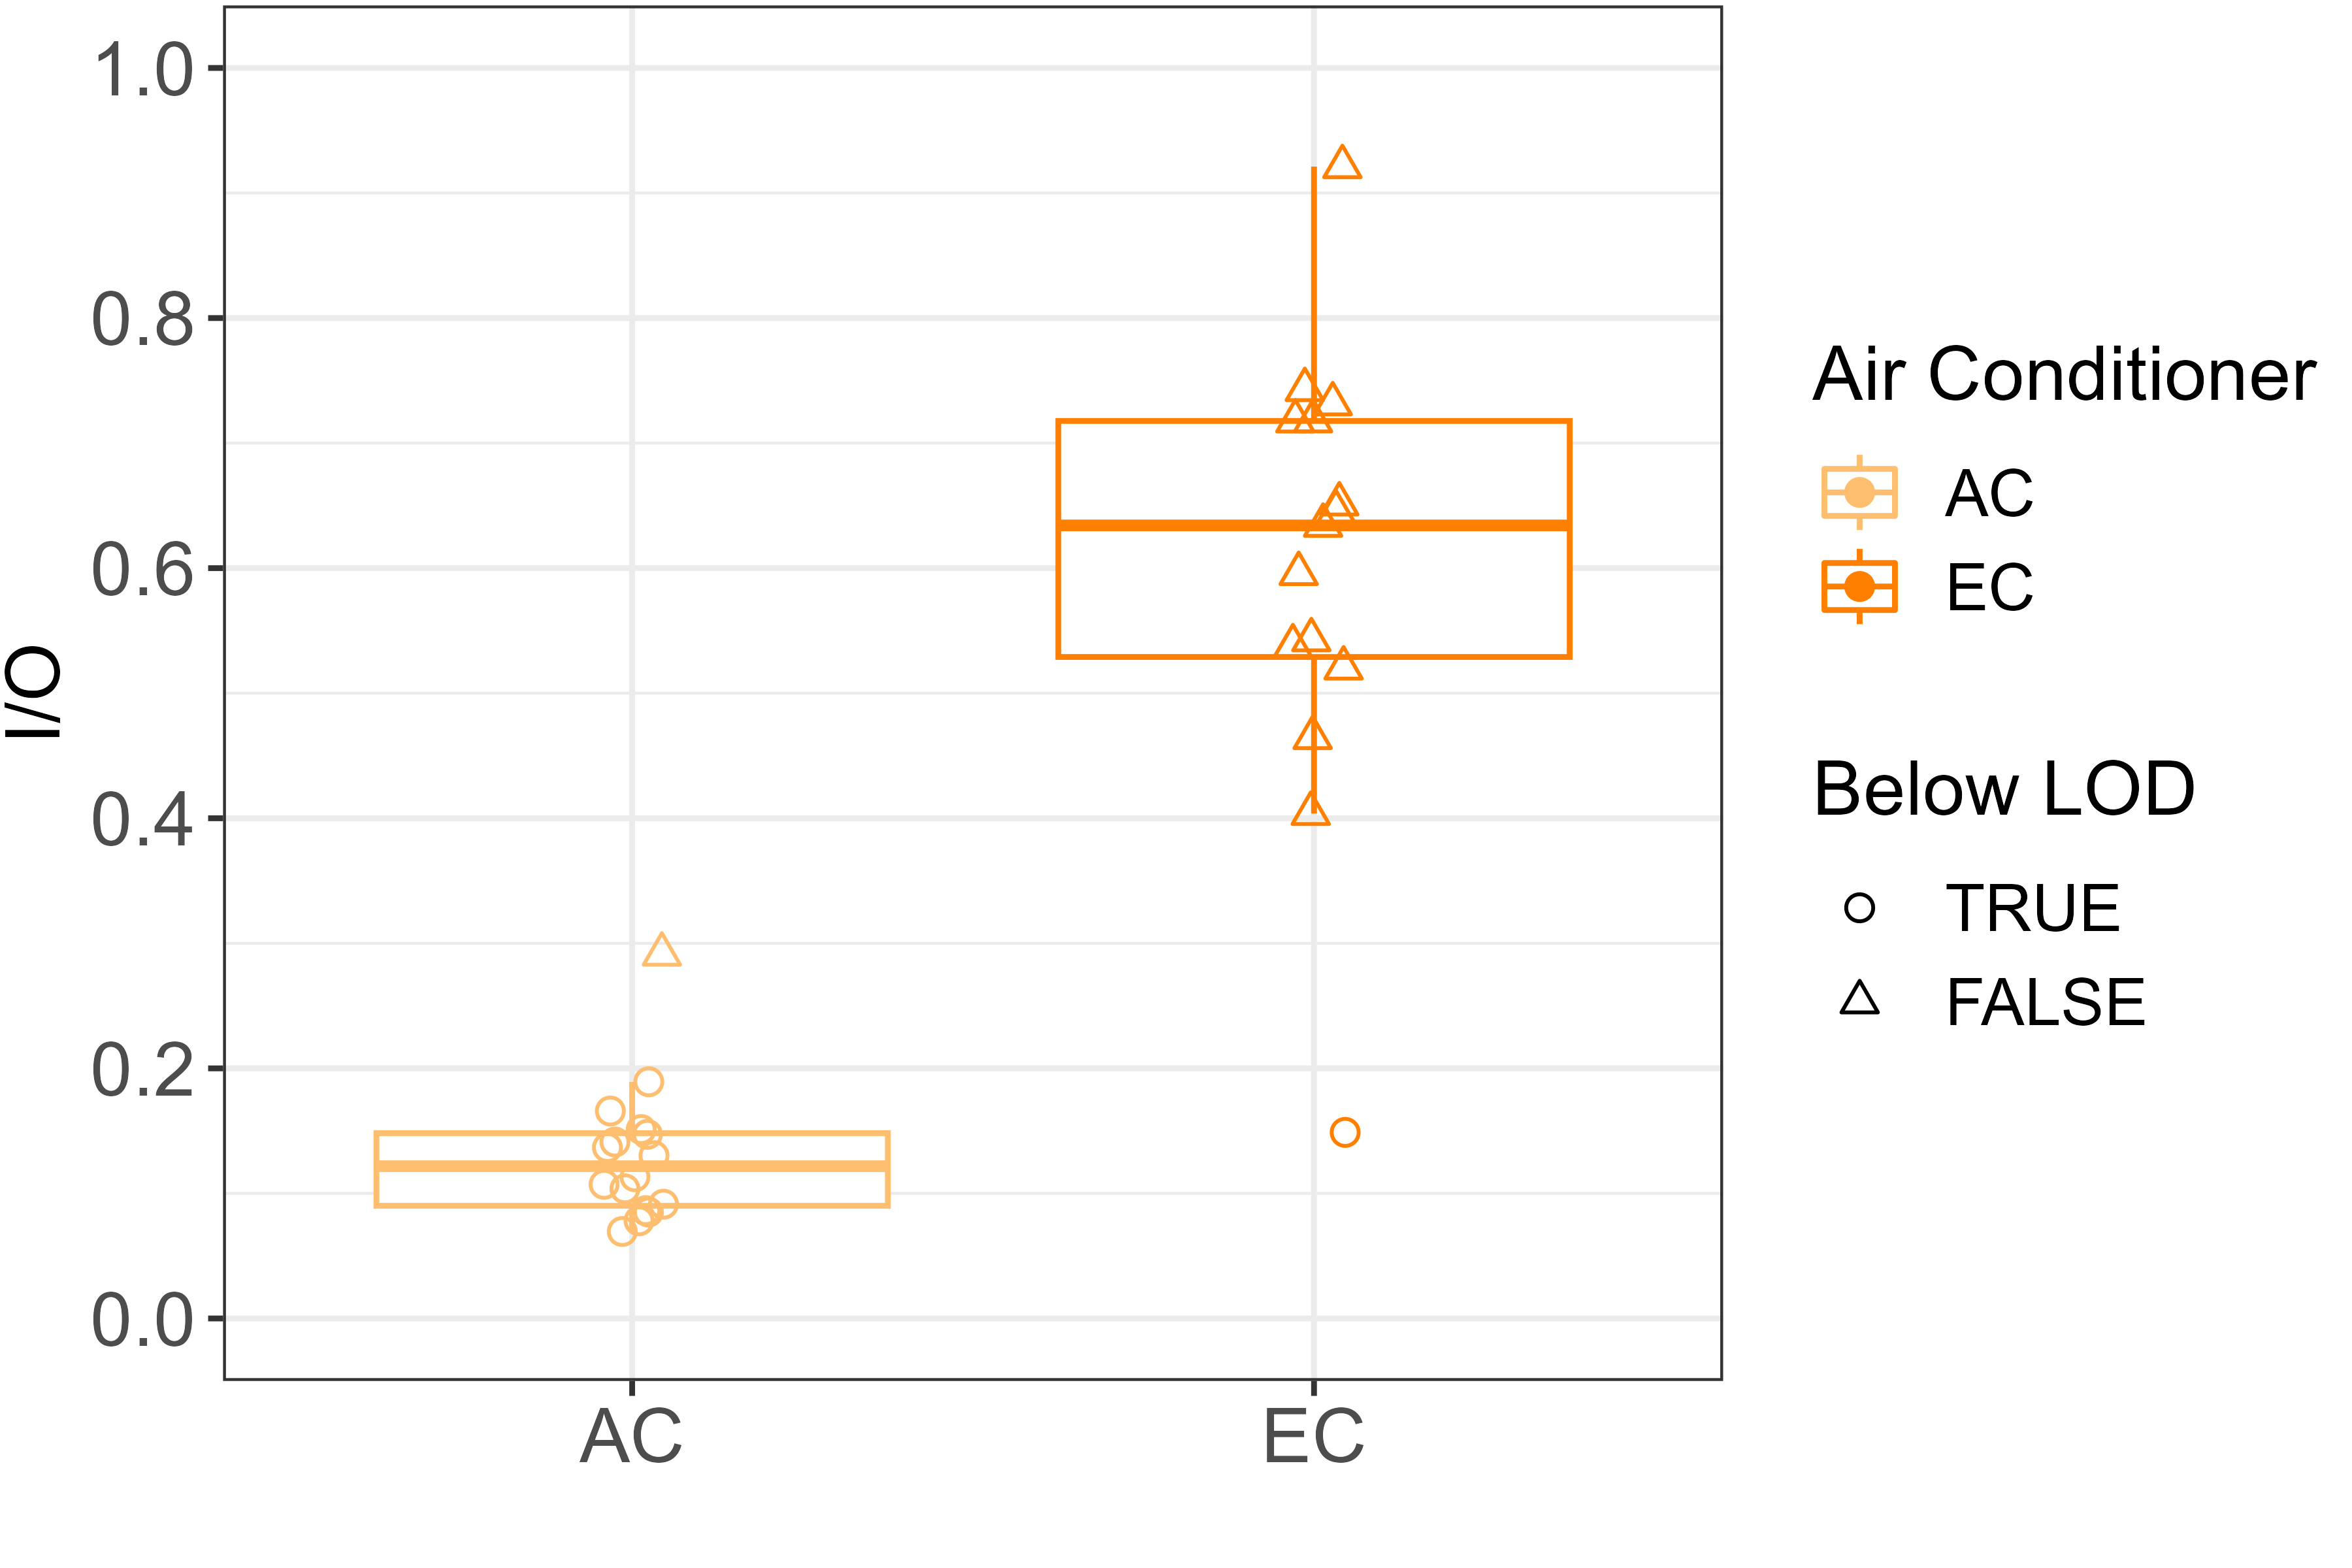 I/O
1.0
0.8
0.6
0.4
0.2
0.0
AC
EC
Air Conditioner
AC
EC
Below LOD
TRUE
FALSE